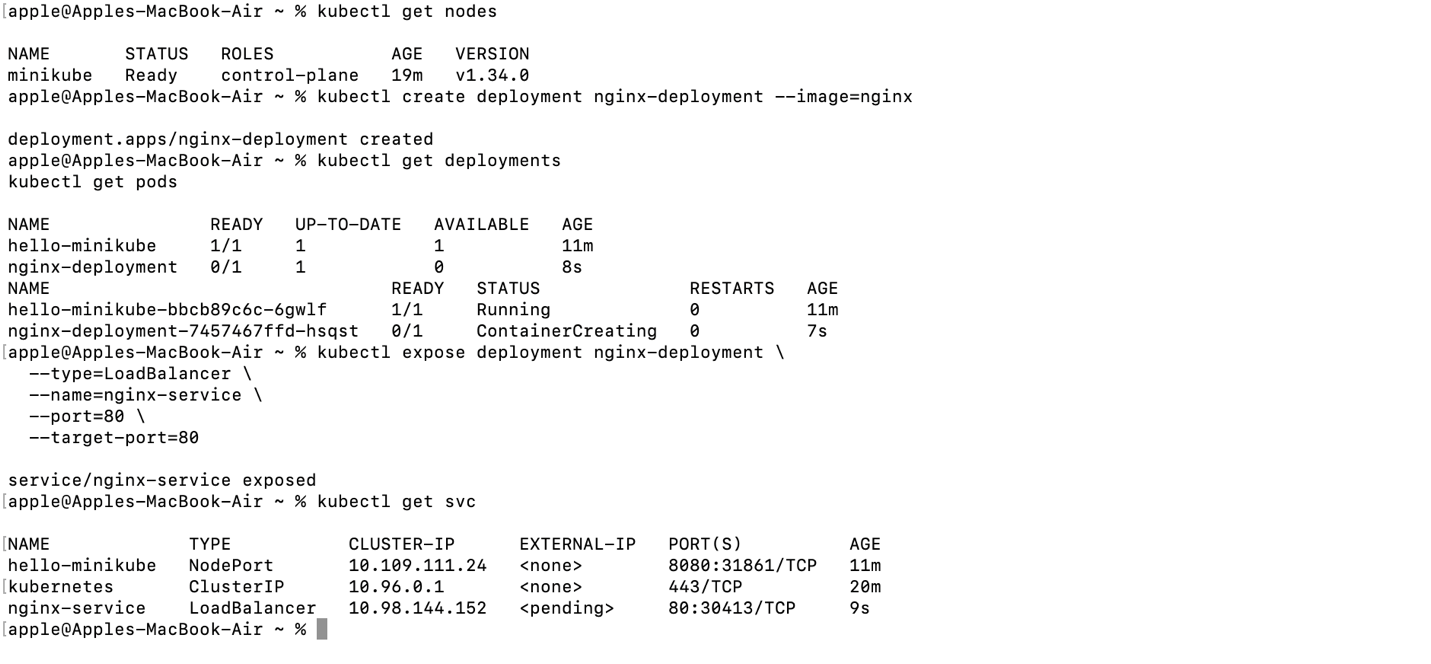 [apple@Apples-MacBook-Air ~ % kubectl get nodes
NAME       STATUS   ROLES           AGE   VERSION
minikube   Ready    control-plane   19m   v1.34.0
apple@Apples-MacBook-Air ~ % kubectl create deployment nginx-deployment --image=nginx
deployment.apps/nginx-deployment created
apple@Apples-MacBook-Air ~ % kubectl get deployments
kubectl get pods
NAME               READY   UP-TO-DATE   AVAILABLE   AGE
hello-minikube     1/1     1            1           11m
nginx-deployment   0/1     1            0           8s
NAME                                READY   STATUS              RESTARTS   AGE
hello-minikube-bbcb89c6c-6gwlf      1/1     Running             0          11m
nginx-deployment-7457467ffd-hsqst   0/1     ContainerCreating   0          7s
[apple@Apples-MacBook-Air ~ % kubectl expose deployment nginx-deployment \
  --type=LoadBalancer \
  --name=nginx-service \
  --port=80 \
  --target-port=80
service/nginx-service exposed
[apple@Apples-MacBook-Air ~ % kubectl get svc
[NAME             TYPE           CLUSTER-IP      EXTERNAL-IP   PORT(S)          AGE
hello-minikube   NodePort       10.109.111.24   <none>        8080:31861/TCP   11m
[kubernetes       ClusterIP      10.96.0.1       <none>        443/TCP          20m
nginx-service    LoadBalancer   10.98.144.152   <pending>     80:30413/TCP     9s
[apple@Apples-MacBook-Air ~ %